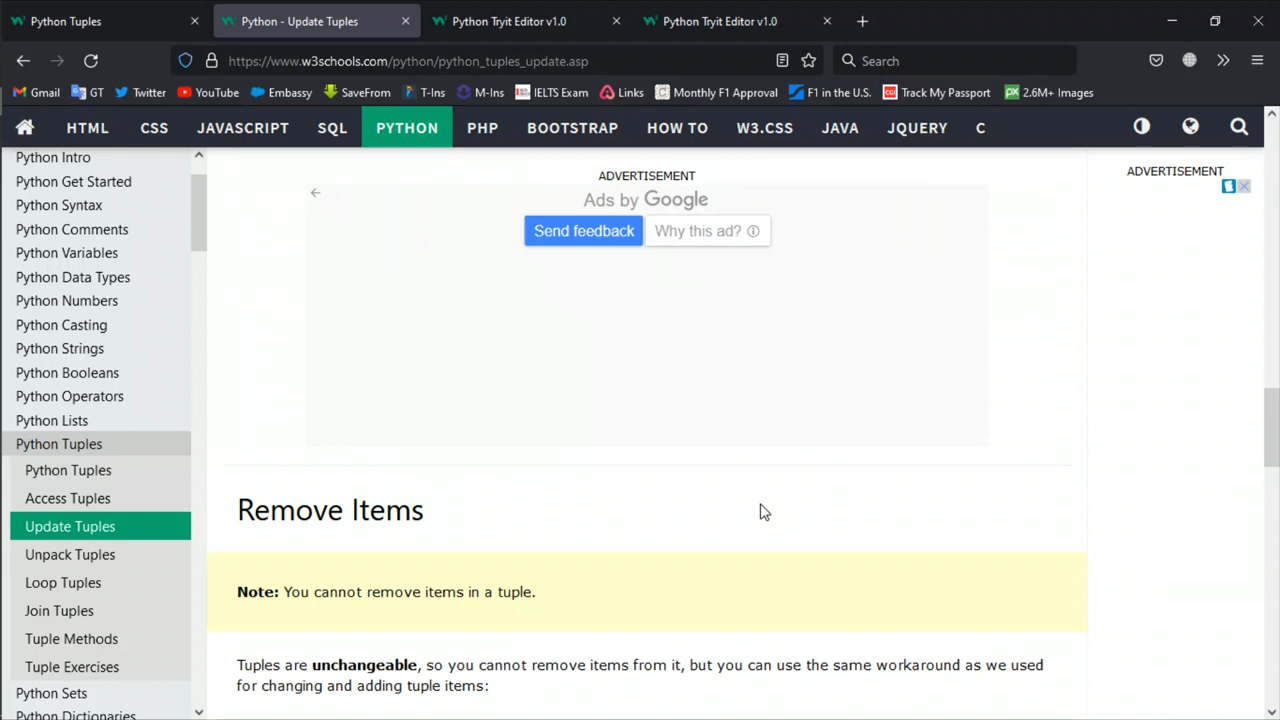 Python Tuples
Python - Update Tuples
Python Tryit Editor v1.0
Python Tryit Editor v1.0
https://www.w3schools.com/python/python_tuples_update.asp
Search
Gmail
GT
Twitter
YouTube
Embassy
SaveFrom
T-Ins
M-Ins
IELTS Exam
Links
Monthly F1 Approval
F1 in the U.S.
CGI Track My Passport
px 2.6M+ Images
HTML
CSS
JAVASCRIPT
SQL
PYTHON
PHP
BOOTSTRAP
HOW TO
W3.CSS
JAVA
JQUERY
C
Python Intro
Python Get Started
Python Syntax
Python Comments
Python Variables
Python Data Types
Python Numbers
Python Casting
Python Strings
Python Booleans
Python Operators
Python Lists
Python Tuples
Python Tuples
Access Tuples
Update Tuples
Unpack Tuples
Loop Tuples
Join Tuples
Tuple Methods
Tuple Exercises
Python Sets
Python Dictionaries
ADVERTISEMENT
Ads by Google
Send feedback
Why this ad?
Remove Items
Note: You cannot remove items in a tuple.
Tuples are unchangeable, so you cannot remove items from it, but you can use the same workaround as we used
for changing and adding tuple items:
ADVERTISEMENT